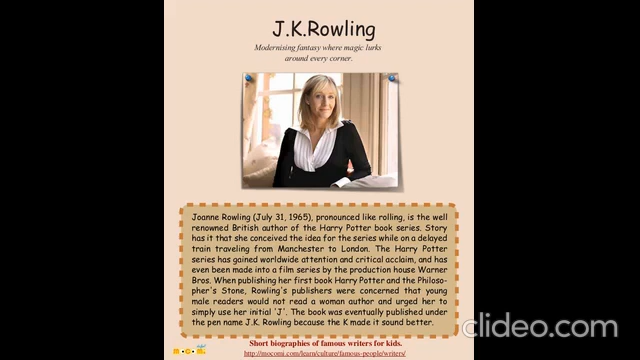 J.K.Rowling
Modernising fantasy where magic lurks
around every corner.
Joanne Rowling (July 31, 1965), pronounced like rolling, is the well
renowned British author of the Harry Potter book series. Story
has it that she conceived the idea for the series while on a delayed
train traveling from Manchester to London. The Harry Potter
series has gained worldwide attention and critical acclaim, and has
even been made into a film series by the production house Warner
Bros. When publishing her first book Harry Potter and the Philoso-
pher's Stone, Rowling's publishers were concerned that young
male readers would not read a woman author and urged her to
simply use her initial 'J'. The book was eventually published under
the pen name J.K. Rowling because the K made it sound better.
Short biographies of famous writers for kids.
http://mocomi.com/learn/culture/famous-people/writers/
clideo.com